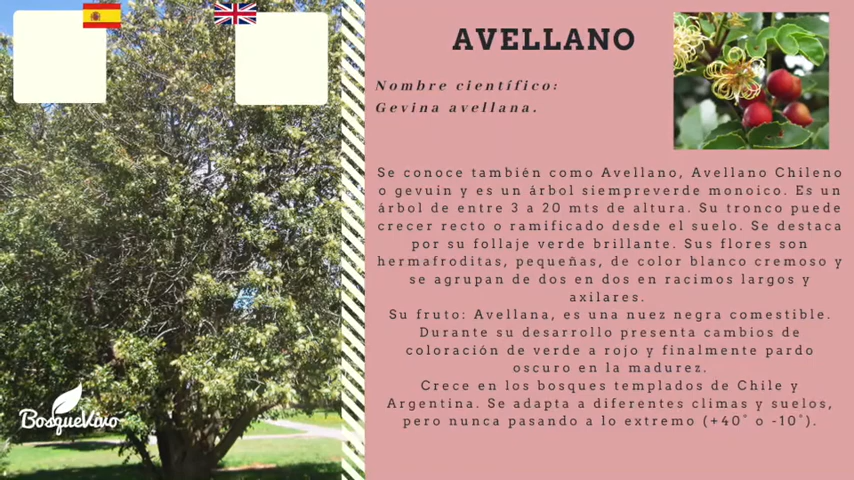 AVELLANO
Nombre científico:
Gevina avellana.
Se conoce también como Avellano, Avellano Chileno
o gevuin y es un árbol siempreverde monoico. Es un
árbol de entre 3 a 20 mts de altura. Su tronco puede
crecer recto o ramificado desde el suelo. Se destaca
por su follaje verde brillante. Sus flores son
hermafroditas, pequeñas, de color blanco cremoso y
se agrupan de dos en dos en racimos largos y
axilares.
Su fruto: Avellana, es una nuez negra comestible.
Durante su desarrollo presenta cambios de
coloración de verde a rojo y finalmente pardo
oscuro en la madurez.
Crece en los bosques templados de Chile y
Argentina. Se adapta a diferentes climas y suelos,
pero nunca pasando a lo extremo (+40° o -10°).
BosqueVivo